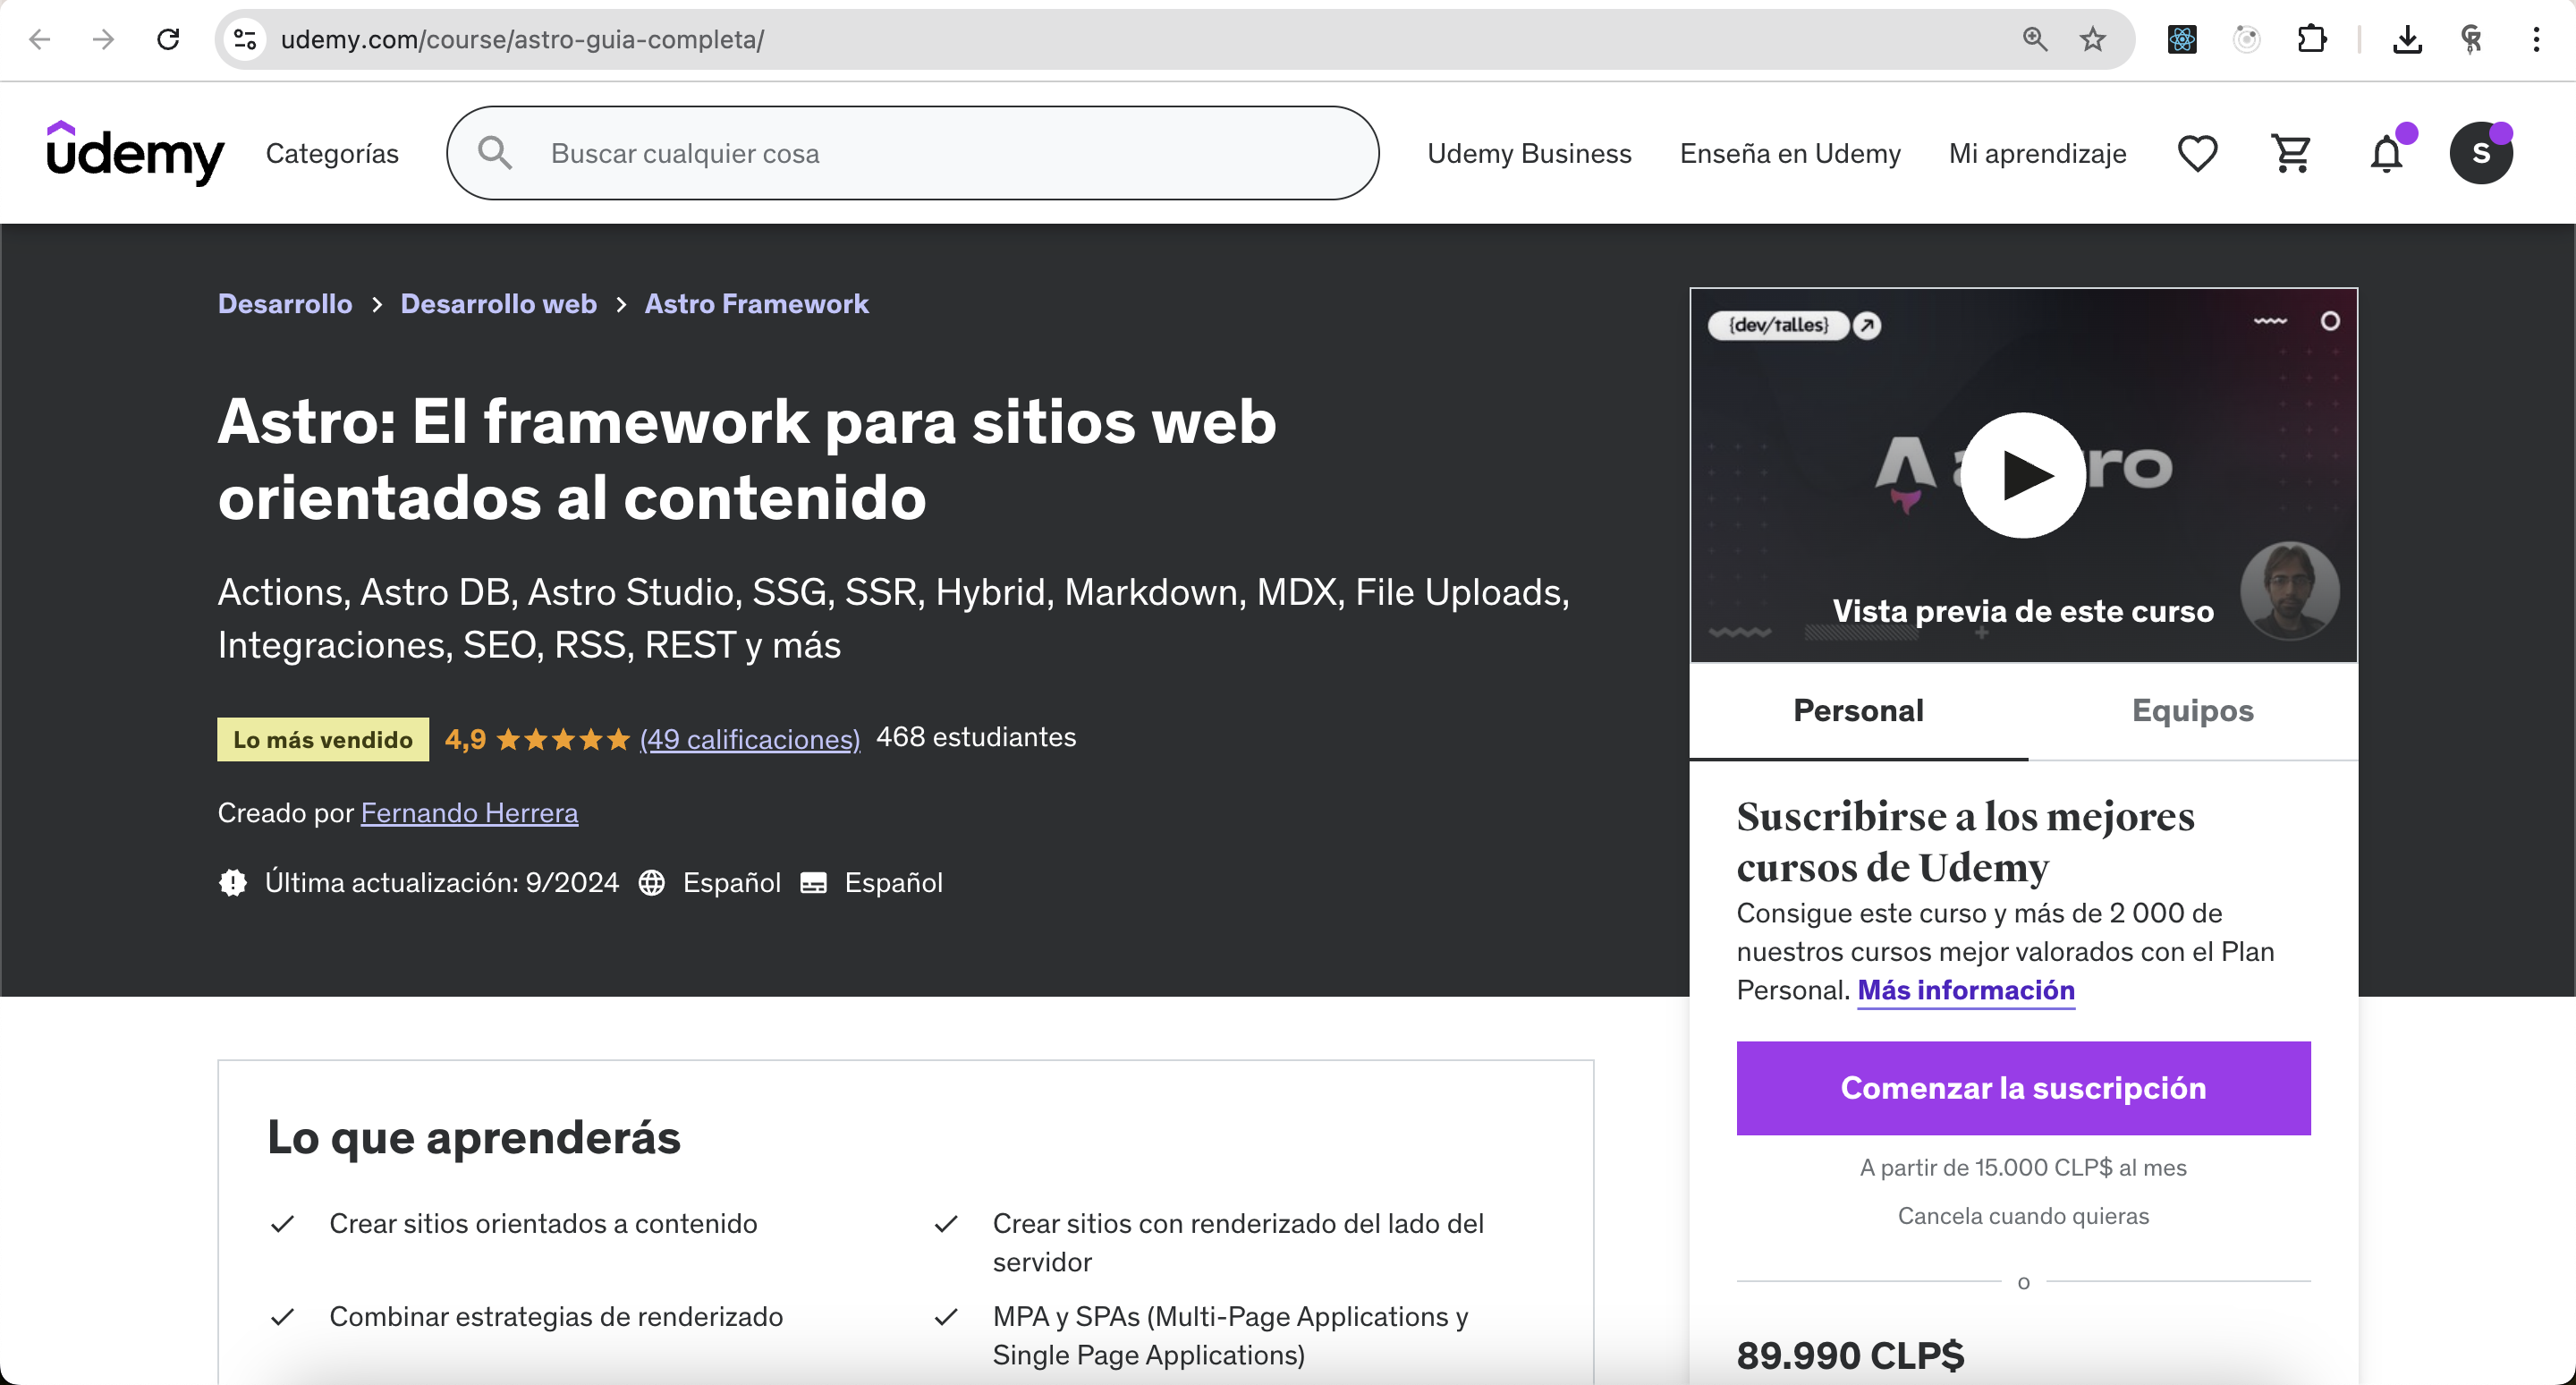 udemy.com/course/astro-guia-completa/
udemy
Categorías
Buscar cualquier cosa
Udemy Business
Enseña en Udemy
Mi aprendizaje
S
Desarrollo > Desarrollo web > Astro Framework
Astro: El framework para sitios web
orientados al contenido
Actions, Astro DB, Astro Studio, SSG, SSR, Hybrid, Markdown, MDX, File Uploads,
Integraciones, SEO, RSS, REST y más
Lo más vendido 4,9 (49 calificaciones) 468 estudiantes
Creado por Fernando Herrera
Última actualización: 9/2024 Español Español
{dev/talles}
Vista previa de este curso
Personal
Equipos
Suscribirse a los mejores
cursos de Udemy
Consigue este curso y más de 2 000 de
nuestros cursos mejor valorados con el Plan
Personal. Más información
Comenzar la suscripción
A partir de 15.000 CLP$ al mes
Cancela cuando quieras
o
89.990 CLP$
Lo que aprenderás
Crear sitios orientados a contenido
Crear sitios con renderizado del lado del
servidor
Combinar estrategias de renderizado
MPA y SPAs (Multi-Page Applications y
Single Page Applications)